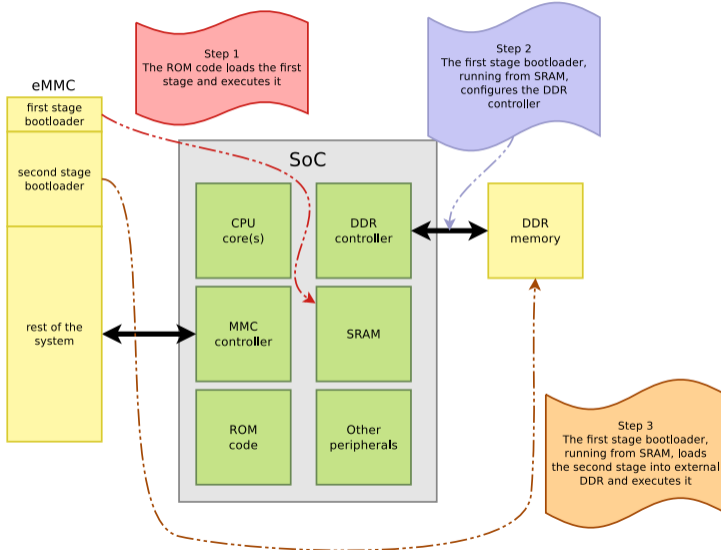 Step 1
The ROM code loads the first
stage and executes it
Step 2
The first stage bootloader,
running from SRAM,
configures the DDR
controller
eMMC
first stage
bootloader
second stage
bootloader
rest of the
system
SoC
CPU
core(s)
DDR
controller
MMC
controller
SRAM
ROM
code
Other
peripherals
DDR
memory
Step 3
The first stage bootloader,
running from SRAM, loads
the second stage into external
DDR and executes it